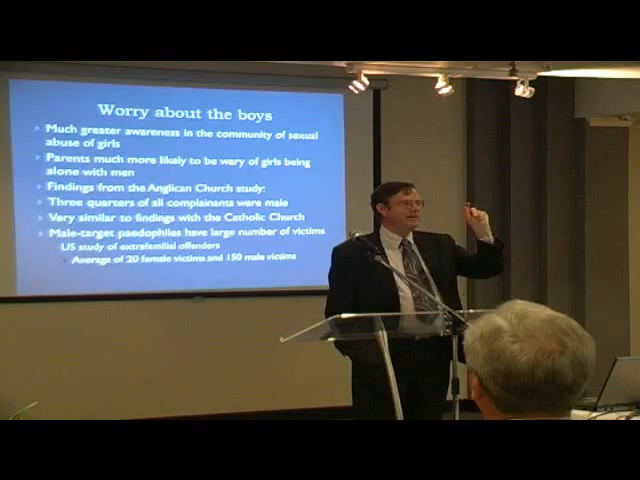 Worry about the boys
Much greater awareness in the community of sexual
abuse of girls
Parents much more likely to be wary of girls being
alone with men
Findings from the Anglican Church study:
Three quarters of all complainants were male
Very similar to findings with the Catholic Church
Male-target paedophiles have large number of victims
US study of extrafamilial offenders
Average of 20 female victims and 150 male victims